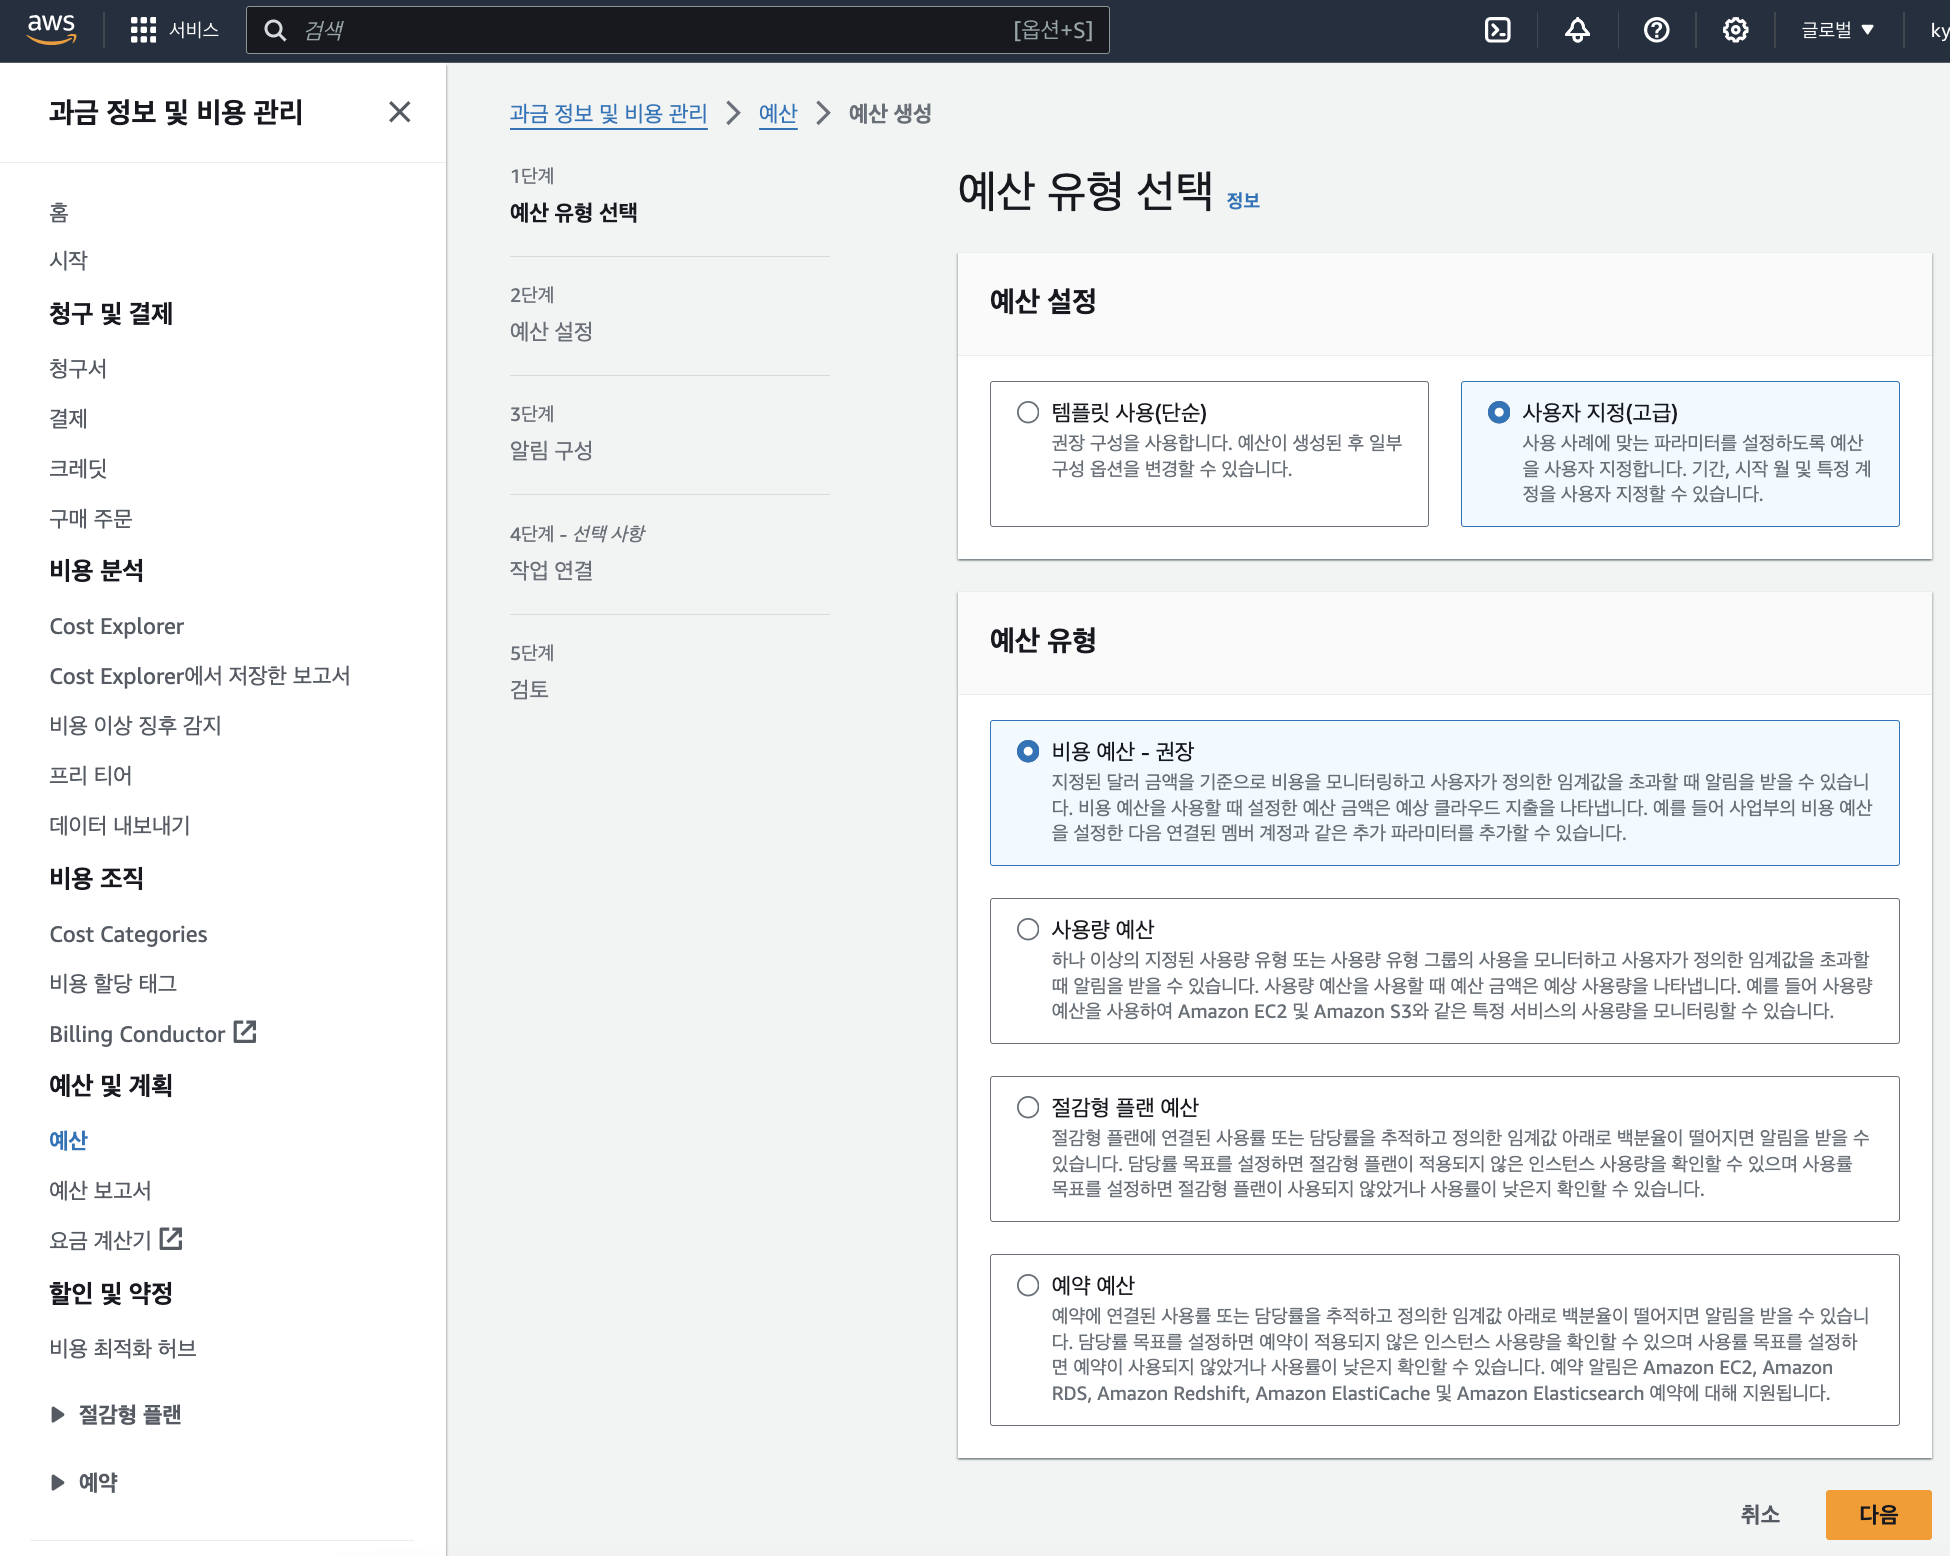 aws
서비스
검색
[옵션+S]
글로벌
ky
과금 정보 및 비용 관리
홈
시작
청구 및 결제
청구서
결제
크레딧
구매 주문
비용 분석
Cost Explorer
Cost Explorer에서 저장한 보고서
비용 이상 징후 감지
프리 티어
데이터 내보내기
비용 조직
Cost Categories
비용 할당 태그
Billing Conductor
예산 및 계획
예산
예산 보고서
요금 계산기
할인 및 약정
비용 최적화 허브
절감형 플랜
예약
과금 정보 및 비용 관리
예산
예산 생성
1단계
예산 유형 선택
2단계
예산 설정
3단계
알림 구성
4단계 - 선택 사항
작업 연결
5단계
검토
예산 유형 선택 정보
예산 설정
템플릿 사용(단순)
권장 구성을 사용합니다. 예산이 생성된 후 일부
구성 옵션을 변경할 수 있습니다.
사용자 지정(고급)
사용 사례에 맞는 파라미터를 설정하도록 예산
을 사용자 지정합니다. 기간, 시작 월 및 특정 계
정을 사용자 지정할 수 있습니다.
예산 유형
비용 예산 - 권장
지정된 달러 금액을 기준으로 비용을 모니터링하고 사용자가 정의한 임계값을 초과할 때 알림을 받을 수 있습니
다. 비용 예산을 사용할 때 설정한 예산 금액은 예상 클라우드 지출을 나타냅니다. 예를 들어 사업부의 비용 예산
을 설정한 다음 연결된 멤버 계정과 같은 추가 파라미터를 추가할 수 있습니다.
사용량 예산
하나 이상의 지정된 사용량 유형 또는 사용량 유형 그룹의 사용을 모니터하고 사용자가 정의한 임계값을 초과할
때 알림을 받을 수 있습니다. 사용량 예산을 사용할 때 예산 금액은 예상 사용량을 나타냅니다. 예를 들어 사용량
예산을 사용하여 Amazon EC2 및 Amazon S3와 같은 특정 서비스의 사용량을 모니터링할 수 있습니다.
절감형 플랜 예산
절감형 플랜에 연결된 사용률 또는 담당률을 추적하고 정의한 임계값 아래로 백분율이 떨어지면 알림을 받을 수
있습니다. 담당률 목표를 설정하면 절감형 플랜이 적용되지 않은 인스턴스 사용량을 확인할 수 있으며 사용률
목표를 설정하면 절감형 플랜이 사용되지 않았거나 사용률이 낮은지 확인할 수 있습니다.
예약 예산
예약에 연결된 사용률 또는 담당률을 추적하고 정의한 임계값 아래로 백분율이 떨어지면 알림을 받을 수 있습니
다. 담당률 목표를 설정하면 예약이 적용되지 않은 인스턴스 사용량을 확인할 수 있으며 사용률 목표를 설정하
면 예약이 사용되지 않았거나 사용률이 낮은지 확인할 수 있습니다. 예약 알림은 Amazon EC2, Amazon
RDS, Amazon Redshift, Amazon ElastiCache 및 Amazon Elasticsearch 예약에 대해 지원됩니다.
취소
다음